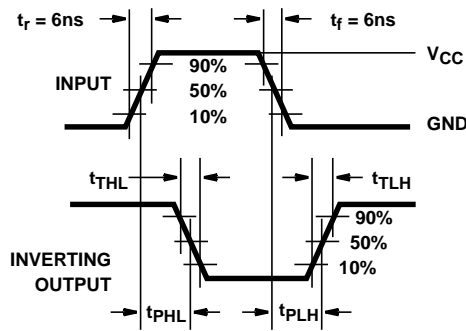 tr = 6ns
tf = 6ns
VCC
90%
INPUT
50%
10%
GND
tTHL
tTLH
90%
50%
INVERTING
OUTPUT
10%
tPHL
tPLH